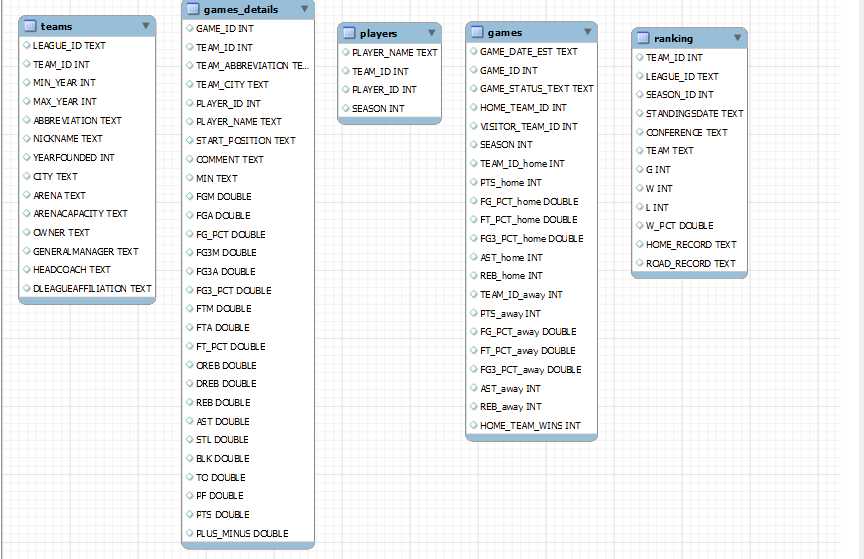 teams
LEAGUE_ID TEXT
TEAM_ID INT
MIN_YEAR INT
MAX_YEAR INT
ABBREVIATION TEXT
NICKNAME TEXT
YEARFOUNDED INT
CITY TEXT
ARENA TEXT
ARENACAPACITY TEXT
OWNER TEXT
GENERALMANAGER TEXT
HEADCOACH TEXT
DLEAGUEAFFILIATION TEXT
games_details
GAME_ID INT
TEAM_ID INT
TEAM_ABBREVIATION TE...
TEAM_CITY TEXT
PLAYER_ID INT
PLAYER_NAME TEXT
START_POSITION TEXT
COMMENT TEXT
MIN TEXT
FGM DOUBLE
FGA DOUBLE
FG_PCT DOUBLE
FG3M DOUBLE
FG3A DOUBLE
FG3_PCT DOUBLE
FTM DOUBLE
FTA DOUBLE
FT_PCT DOUBLE
OREB DOUBLE
DREB DOUBLE
REB DOUBLE
AST DOUBLE
STL DOUBLE
BLK DOUBLE
TO DOUBLE
PF DOUBLE
PTS DOUBLE
PLUS_MINUS DOUBLE
players
PLAYER_NAME TEXT
TEAM_ID INT
PLAYER_ID INT
SEASON INT
games
GAME_DATE_EST TEXT
GAME_ID INT
GAME_STATUS_TEXT TEXT
HOME_TEAM_ID INT
VISITOR_TEAM_ID INT
SEASON INT
TEAM_ID_home INT
PTS_home INT
FG_PCT_home DOUBLE
FT_PCT_home DOUBLE
FG3_PCT_home DOUBLE
AST_home INT
REB_home INT
TEAM_ID_away INT
PTS_away INT
FG_PCT_away DOUBLE
FT_PCT_away DOUBLE
FG3_PCT_away DOUBLE
AST_away INT
REB_away INT
HOME_TEAM_WINS INT
ranking
TEAM_ID INT
LEAGUE_ID TEXT
SEASON_ID INT
STANDINGSDATE TEXT
CONFERENCE TEXT
TEAM TEXT
G INT
W INT
L INT
W_PCT DOUBLE
HOME_RECORD TEXT
ROAD_RECORD TEXT